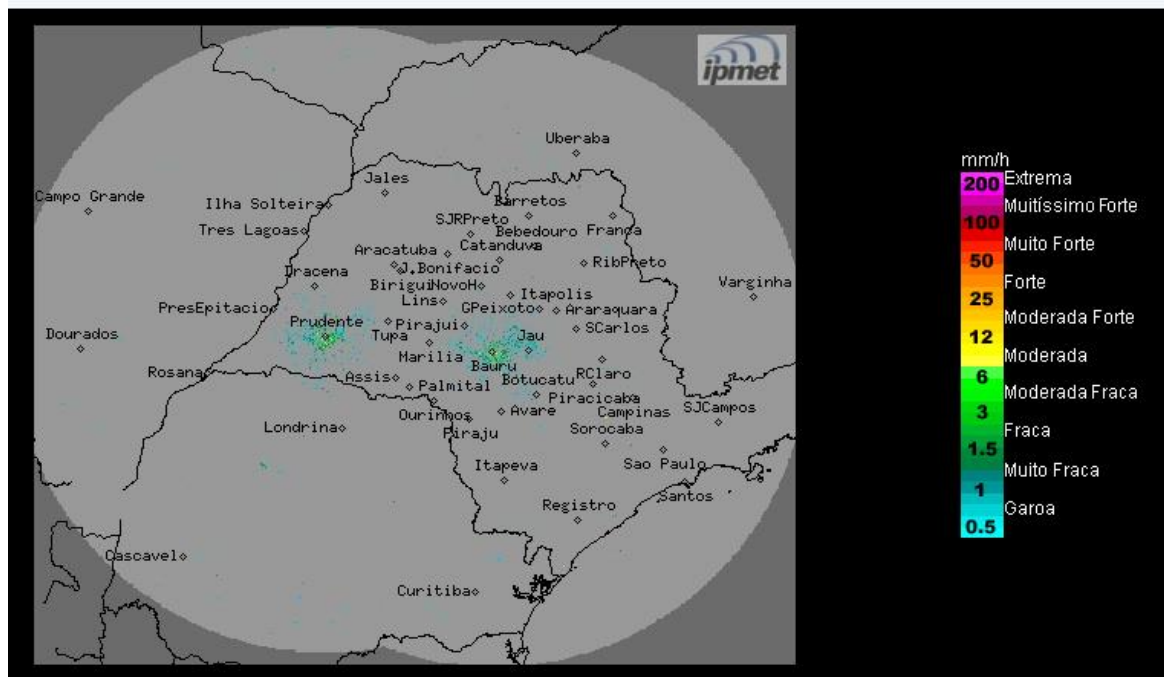 ipmet
Uberaba
Jales
Campo Grande
Ilha Solteira
Barretos
SJRPreto
Tres Lagoas
Bebedouro
Franca
Catanduva
Aracatuba
J.Bonifacio
RibPreto
Dracena
Birigui
NovoH
Varginha
Itapolis
Lins
PresEpitacio
GPeixoto
Araraquara
Prudente
Pirajui
SCarlos
Dourados
Tupa
Jau
Marilia
Bauru
Rosana
Assis
Botucatu
RClaro
Palmital
Piracicaba
Ourinhos
Avare
Campinas
SJCampos
Londrina
Piraju
Sorocaba
Itapeva
Sao Paulo
Santos
Registro
Cascavel
Curitiba
mm/h
200 Extrema
Muitíssimo Forte
100
Muito Forte
50
Forte
25
Moderada Forte
12
Moderada
6
Moderada Fraca
3
Fraca
1.5
Muito Fraca
1
Garoa
0.5